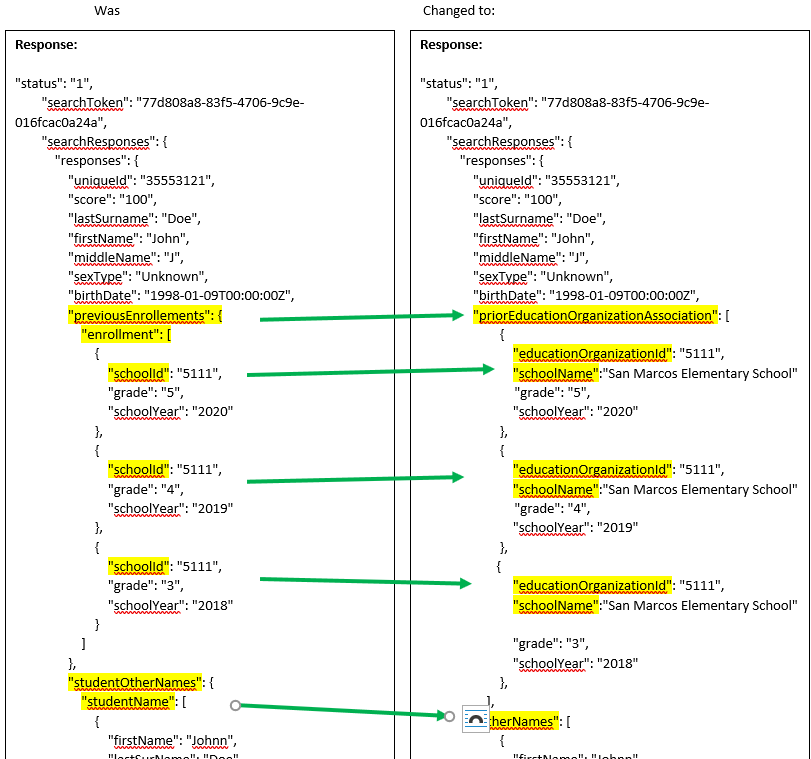 Was
Changed to:
Response:
"status": "1",
"searchToken": "77d808a8-83f5-4706-9c9e-
016fcac0a24a",
"searchResponses": {
"responses": {
"uniqueId": "35553121",
"score": "100",
"lastSurname": "Doe",
"firstName": "John",
"middleName": "J",
"sexType": "Unknown",
"birthDate": "1998-01-09T00:00:00Z",
"previousEnrollements": {
"enrollment": [
{
"schoolId": "5111",
"grade": "5",
"schoolYear": "2020"
},
{
"schoolId": "5111",
"grade": "4",
"schoolYear": "2019"
},
{
"schoolId": "5111",
"grade": "3",
"schoolYear": "2018"
}
]
},
"studentOtherNames": {
"studentName": [
{
"firstName": "Johnn",
"lastSurName": "Doe",
Response:
"status": "1",
"searchToken": "77d808a8-83f5-4706-9c9e-
016fcac0a24a",
"searchResponses": {
"responses": {
"uniqueId": "35553121",
"score": "100",
"lastSurname": "Doe",
"firstName": "John",
"middleName": "J",
"sexType": "Unknown",
"birthDate": "1998-01-09T00:00:00Z",
"priorEducationOrganizationAssociation": [
{
"educationOrganizationId": "5111",
"schoolName":"San Marcos Elementary School"
"grade": "5",
"schoolYear": "2020"
},
{
"educationOrganizationId": "5111",
"schoolName":"San Marcos Elementary School"
"grade": "4",
"schoolYear": "2019"
},
{
"educationOrganizationId": "5111",
"schoolName":"San Marcos Elementary School"
"grade": "3",
"schoolYear": "2018"
},
],
therNames": [
{
"firstName": "Johnn",